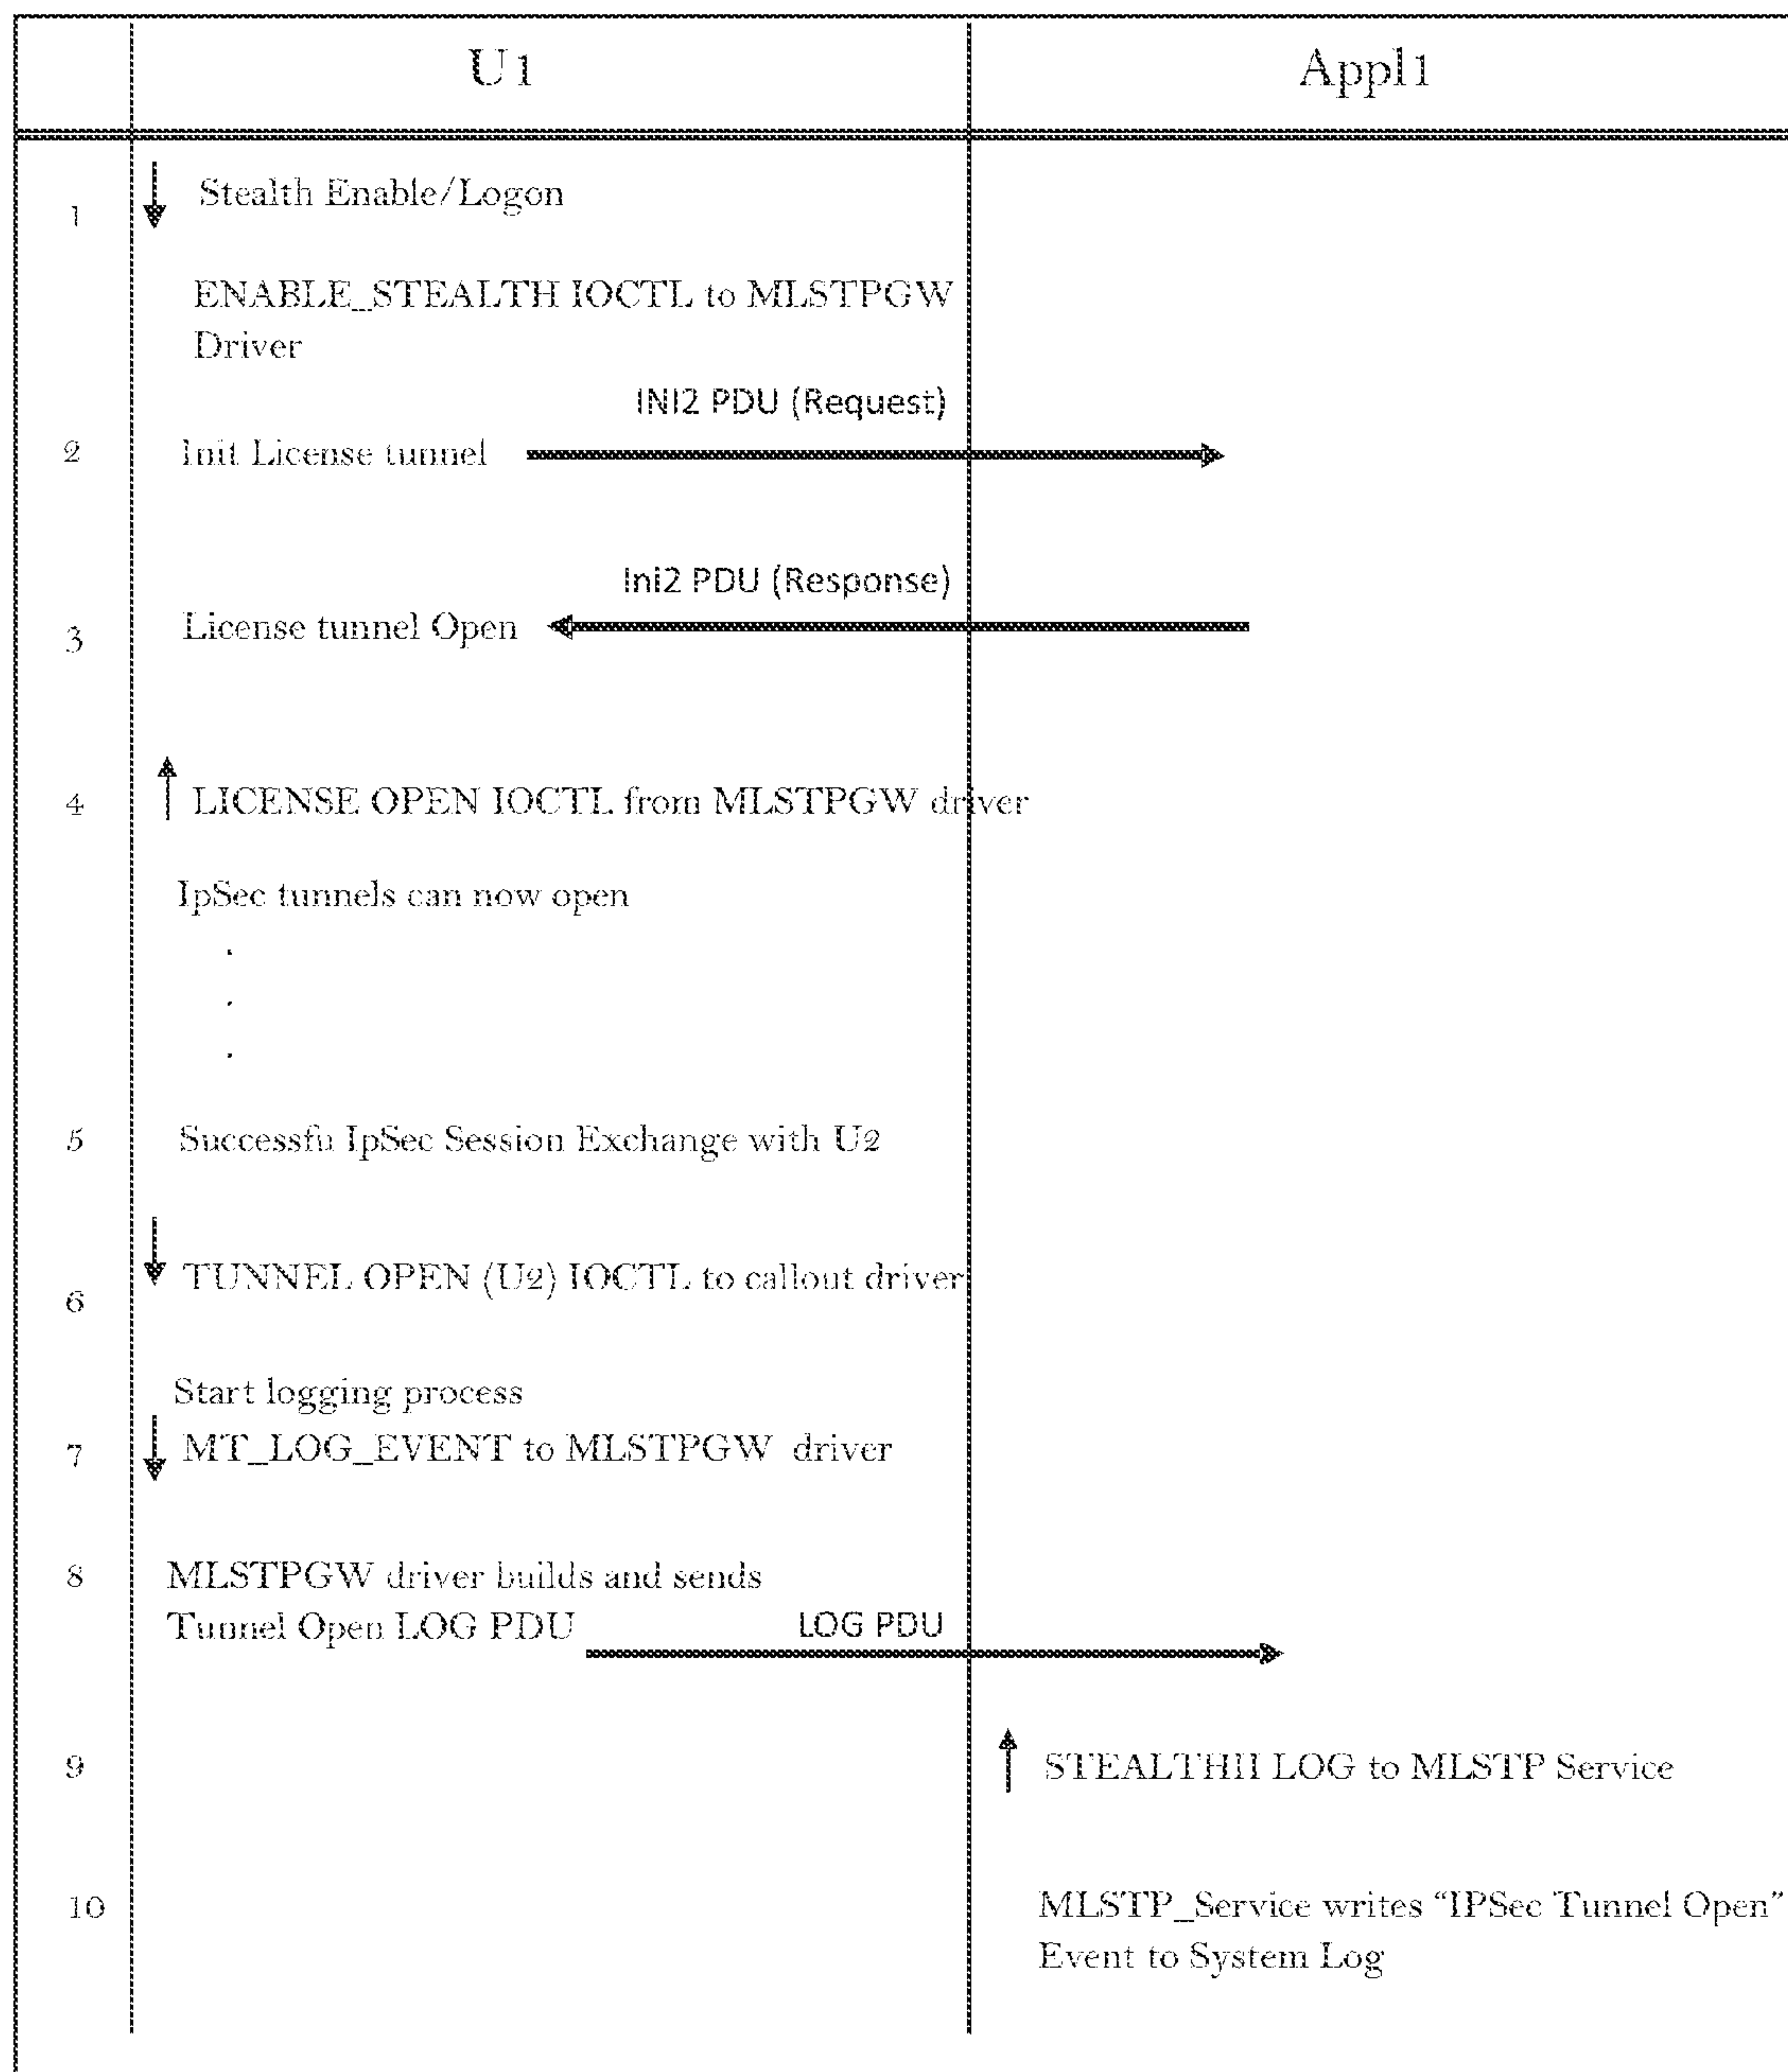 U1 Appl1
1 Stealth Enable/Logon
ENABLE_STEALTH IOCTL to MLSTPGW
Driver
INI2 PDU (Request)
2 Init License tunnel
Ini2 PDU (Response)
3 License tunnel Open
4 LICENSE OPEN IOCTL from MLSTPGW driver
IpSec tunnels can now open
.
.
.
5 Successfu IpSec Session Exchange with U2
6 TUNNEL OPEN (U2) IOCTL to callout driver
Start logging process
7 MT_LOG_EVENT to MLSTPGW driver
8 MLSTPGW driver builds and sends
Tunnel Open LOG PDU LOG PDU
9 STEALTHII LOG to MLSTP Service
10 MLSTP_Service writes “IPSec Tunnel Open”
Event to System Log